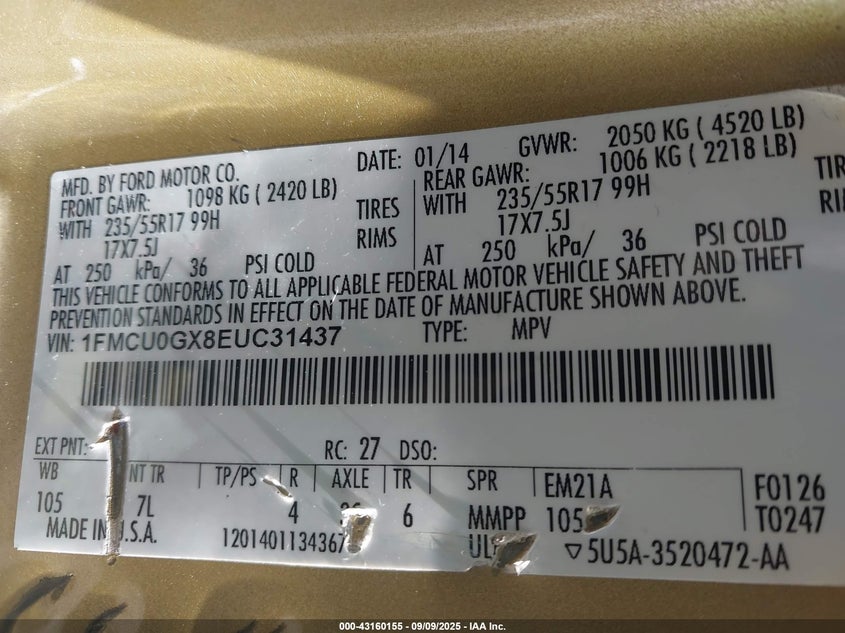 MFD. BY FORD MOTOR CO. DATE: 01/14 GVWR: 2050 KG ( 4520 LB)
FRONT GAWR: 1098 KG ( 2420 LB) REAR GAWR: 1006 KG ( 2218 LB)
WITH 235/55R17 99H TIRES WITH 235/55R17 99H
17X7.5J RIMS 17X7.5J
AT 250 kPa/ 36 PSI COLD AT 250 kPa/ 36 PSI COLD
THIS VEHICLE CONFORMS TO ALL APPLICABLE FEDERAL MOTOR VEHICLE SAFETY AND THEFT
PREVENTION STANDARDS IN EFFECT ON THE DATE OF MANUFACTURE SHOWN ABOVE.
VIN: 1FMCU0GX8EUC31437 TYPE: MPV
EXT PNT: RC: 27 DSO:
WB INT TR TP/PS R AXLE TR SPR EM21A F0126
105 7L 4 6 MMPP 105 T0247
MADE IN U.S.A. 1201401134367 5U5A-3520472-AA
000-43160155 - 09/09/2025 - IAA Inc.